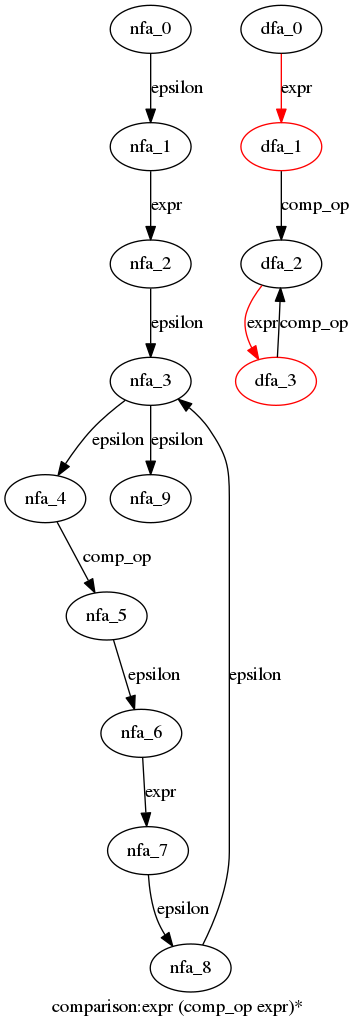 nfa_0
dfa_0
epsilon
expr
nfa_1
dfa_1
expr
comp_op
nfa_2
dfa_2
epsilon
expr
comp_op
nfa_3
dfa_3
epsilon
epsilon
nfa_4
nfa_9
comp_op
nfa_5
epsilon
epsilon
nfa_6
expr
nfa_7
epsilon
nfa_8
comparison:expr (comp_op expr)*